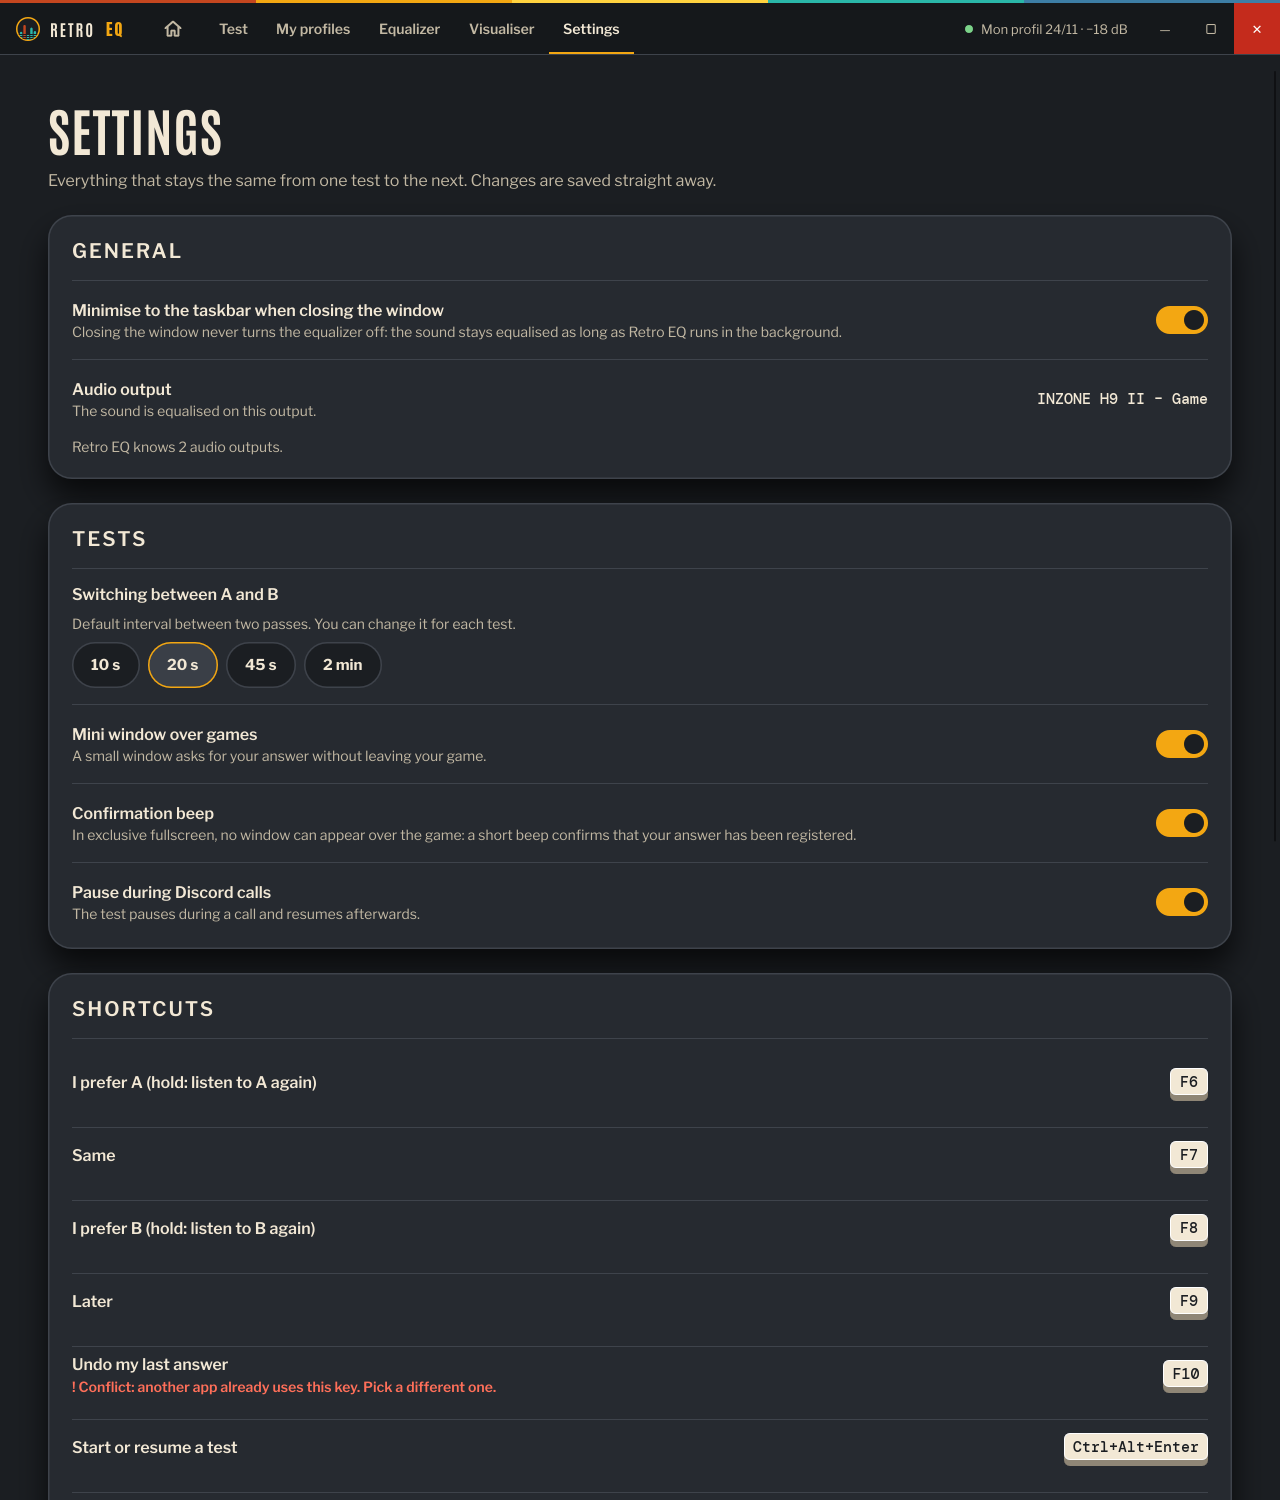 RETRO EQ
Test
My profiles
Equalizer
Visualiser
Settings
Mon profil 24/11 · −18 dB
SETTINGS
Everything that stays the same from one test to the next. Changes are saved straight away.
GENERAL
Minimise to the taskbar when closing the window
Closing the window never turns the equalizer off: the sound stays equalised as long as Retro EQ runs in the background.
Audio output
The sound is equalised on this output.
INZONE H9 II - Game
Retro EQ knows 2 audio outputs.
TESTS
Switching between A and B
Default interval between two passes. You can change it for each test.
10 s
20 s
45 s
2 min
Mini window over games
A small window asks for your answer without leaving your game.
Confirmation beep
In exclusive fullscreen, no window can appear over the game: a short beep confirms that your answer has been registered.
Pause during Discord calls
The test pauses during a call and resumes afterwards.
SHORTCUTS
I prefer A (hold: listen to A again)
F6
Same
F7
I prefer B (hold: listen to B again)
F8
Later
F9
Undo my last answer
! Conflict: another app already uses this key. Pick a different one.
F10
Start or resume a test
Ctrl+Alt+Enter